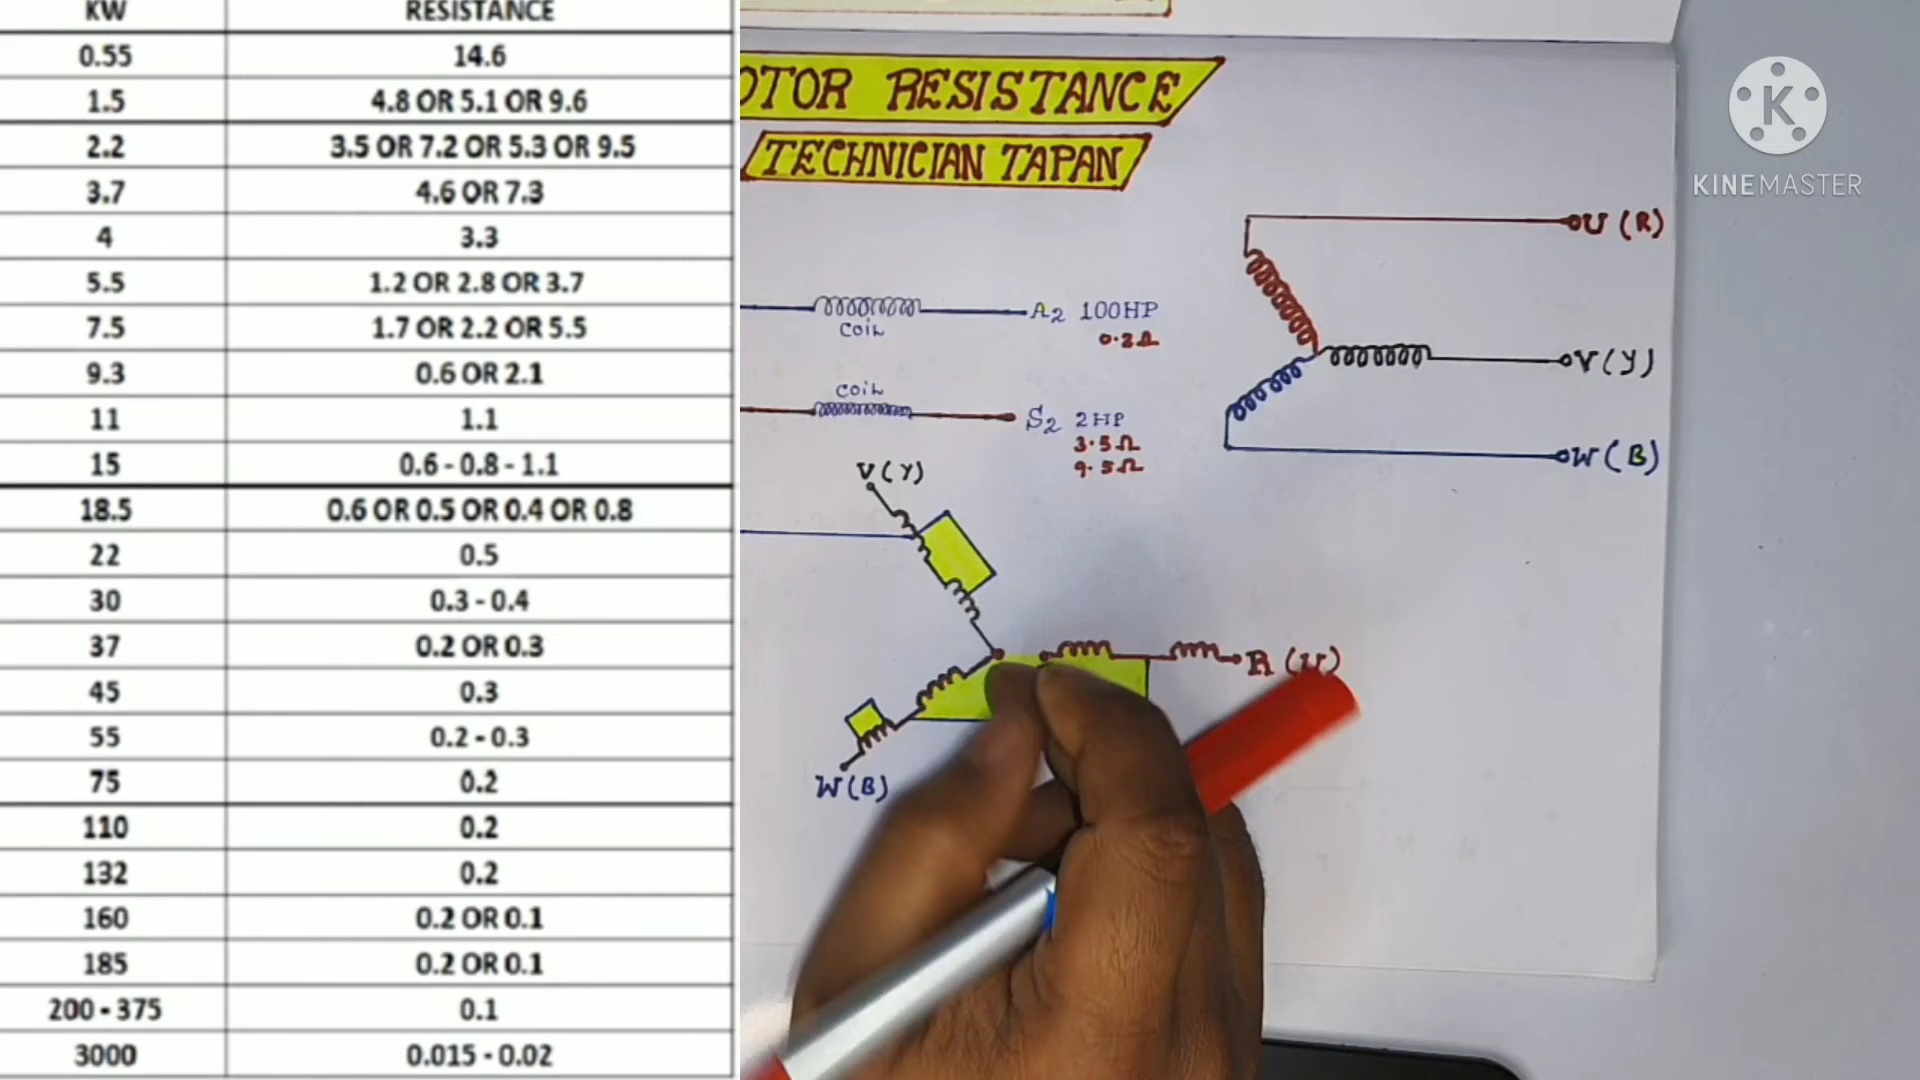 KW RESISTANCE
0.55 14.6
1.5 4.8 OR 5.1 OR 9.6
2.2 3.5 OR 7.2 OR 5.3 OR 9.5
3.7 4.6 OR 7.3
4 3.3
5.5 1.2 OR 2.8 OR 3.7
7.5 1.7 OR 2.2 OR 5.5
9.3 0.6 OR 2.1
11 1.1
15 0.6 - 0.8 - 1.1
18.5 0.6 OR 0.5 OR 0.4 OR 0.8
22 0.5
30 0.3 - 0.4
37 0.2 OR 0.3
45 0.3
55 0.2 - 0.3
75 0.2
110 0.2
132 0.2
160 0.2 OR 0.1
185 0.2 OR 0.1
200 - 375 0.1
3000 0.015 - 0.02
OTOR RESISTANCE
TECHNICIAN TAPAN
COIL
A2 100HP
0.2Ω
COIL
S2 2HP
3.5Ω
9.5Ω
V(Y)
R (U)
W(B)
U (R)
V(Y)
W(B)
K
KINEMASTER